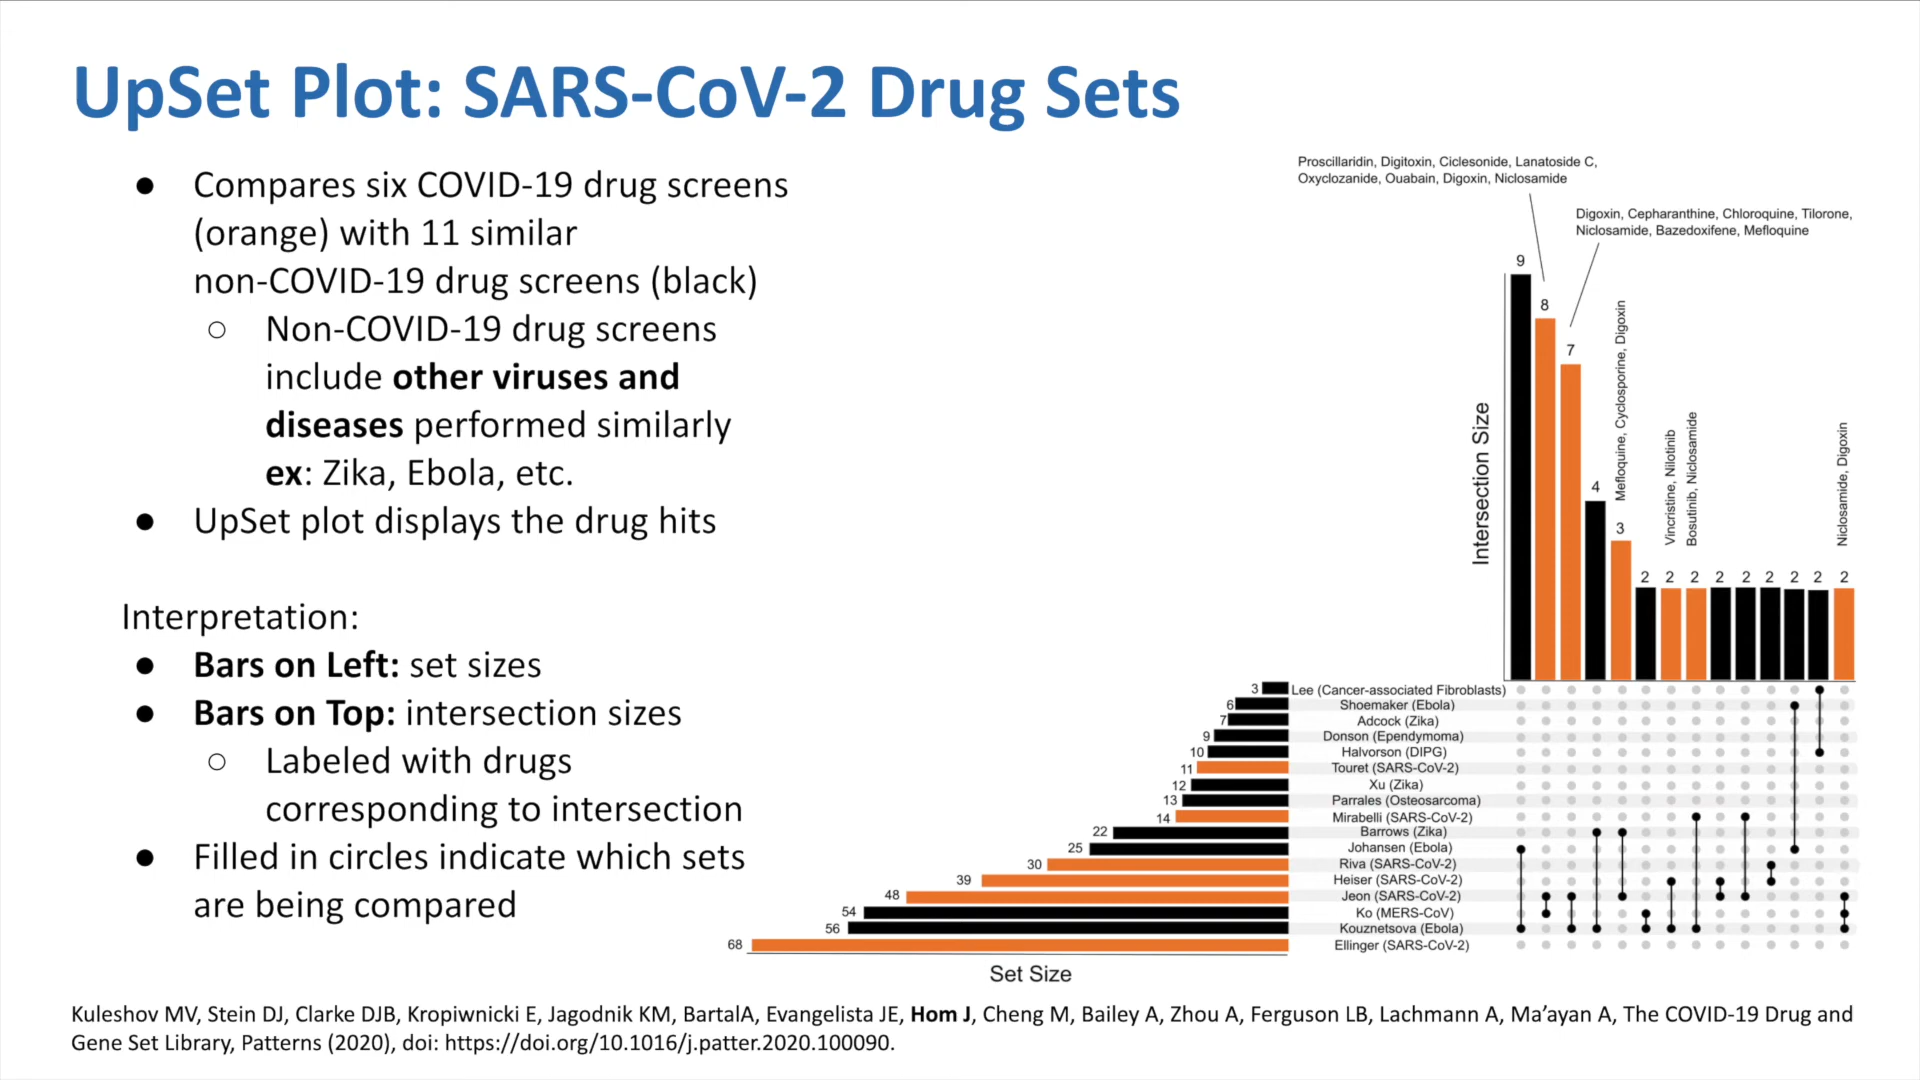 UpSet Plot: SARS-CoV-2 Drug Sets
● Compares six COVID-19 drug screens
(orange) with 11 similar
non-COVID-19 drug screens (black)
○ Non-COVID-19 drug screens
include other viruses and
diseases performed similarly
ex: Zika, Ebola, etc.
● UpSet plot displays the drug hits
Interpretation:
● Bars on Left: set sizes
● Bars on Top: intersection sizes
○ Labeled with drugs
corresponding to intersection
● Filled in circles indicate which sets
are being compared
Proscillaridin, Digitoxin, Ciclesonide, Lanatoside C,
Oxyclozanide, Ouabain, Digoxin, Niclosamide
Digoxin, Cepharanthine, Chloroquine, Tilorone,
Niclosamide, Bazedoxifene, Mefloquine
Intersection Size
9
8
7
4
Mefloquine, Cyclosporine, Digoxin
3
Vincristine, Nilotinib
Bosutinib, Niclosamide
Niclosamide, Digoxin
2 2 2 2 2 2 2 2 2
3 Lee (Cancer-associated Fibroblasts)
6 Shoemaker (Ebola)
7 Adcock (Zika)
9 Donson (Ependymoma)
10 Halvorson (DIPG)
11 Touret (SARS-CoV-2)
12 Xu (Zika)
13 Parrales (Osteosarcoma)
14 Mirabelli (SARS-CoV-2)
22 Barrows (Zika)
25 Johansen (Ebola)
30 Riva (SARS-CoV-2)
39 Heiser (SARS-CoV-2)
48 Jeon (SARS-CoV-2)
54 Ko (MERS-CoV)
56 Kouznetsova (Ebola)
68 Ellinger (SARS-CoV-2)
Set Size
Kuleshov MV, Stein DJ, Clarke DJB, Kropiwnicki E, Jagodnik KM, BartalA, Evangelista JE, Hom J, Cheng M, Bailey A, Zhou A, Ferguson LB, Lachmann A, Ma’ayan A, The COVID-19 Drug and
Gene Set Library, Patterns (2020), doi: https://doi.org/10.1016/j.patter.2020.100090.